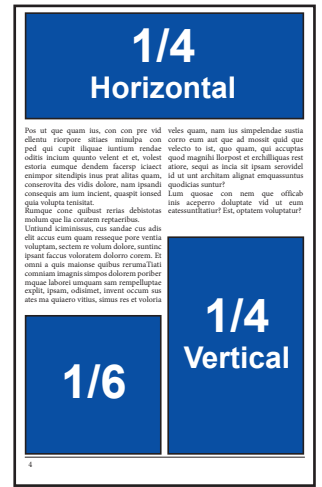 1/4
Horizontal
Pos ut que quam ius, con con pre vid
ellentu riorpore sitiaes minulpa con
ped qui cupit iliquae iuntium rendae
oditis incium quunto velent et et, volest
estoria eumque dendem facersp iciaect
enimpor sitendipis inus prat alitas quam,
conserovita des vidis dolore, nam ipsandi
consequis am ium incient, quaspit ionsed
quia volupta tenisitat.
Rumque cone quibust rerias debistotas
molum que lia coratem reptaeribus.
Untiund iciminissus, cus sandae cus adis
elit accus eum quam resseque pore ventia
voluptam, sectem re volum dolore, suntinc
ipsant faccus voloratem dolorro corem. Et
omni a quis maionse quibus rerumaTiati
comniam imagnis simpos dolorem poriber
mquae laborei umquam sam rempelluptae
explit, ipsam, odisimet, invent occum sus
ates ma quiaero vitius, simus res et voloria
veles quam, nam ius simpelendae sustia
corro eum aut que ad mossit quid que
velecto to ist, quo quam, qui accuptas
quod magnihi llorpost et erchilliquas rest
atiore, sequi as incia sit ipsam serovidel
id ut unt architam alignat emquassuntus
quodicius suntur?
Lum quosae con nem que officab
inis aceperro doluptate vid ut eum
eatessuntItatiur? Est, optatem voluptatur?
1/6
1/4
Vertical
4